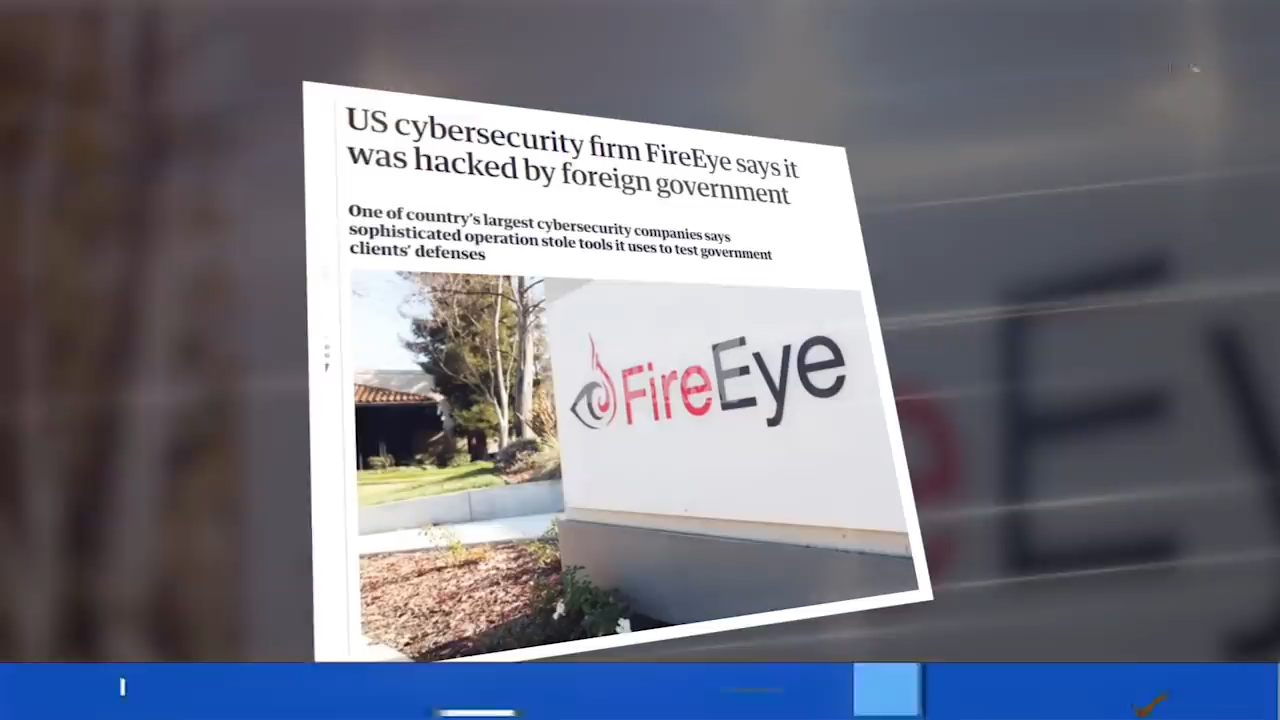 US cybersecurity firm FireEye says it
was hacked by foreign government
One of country's largest cybersecurity companies says
sophisticated operation stole tools it uses to test government
clients' defenses
FireEye